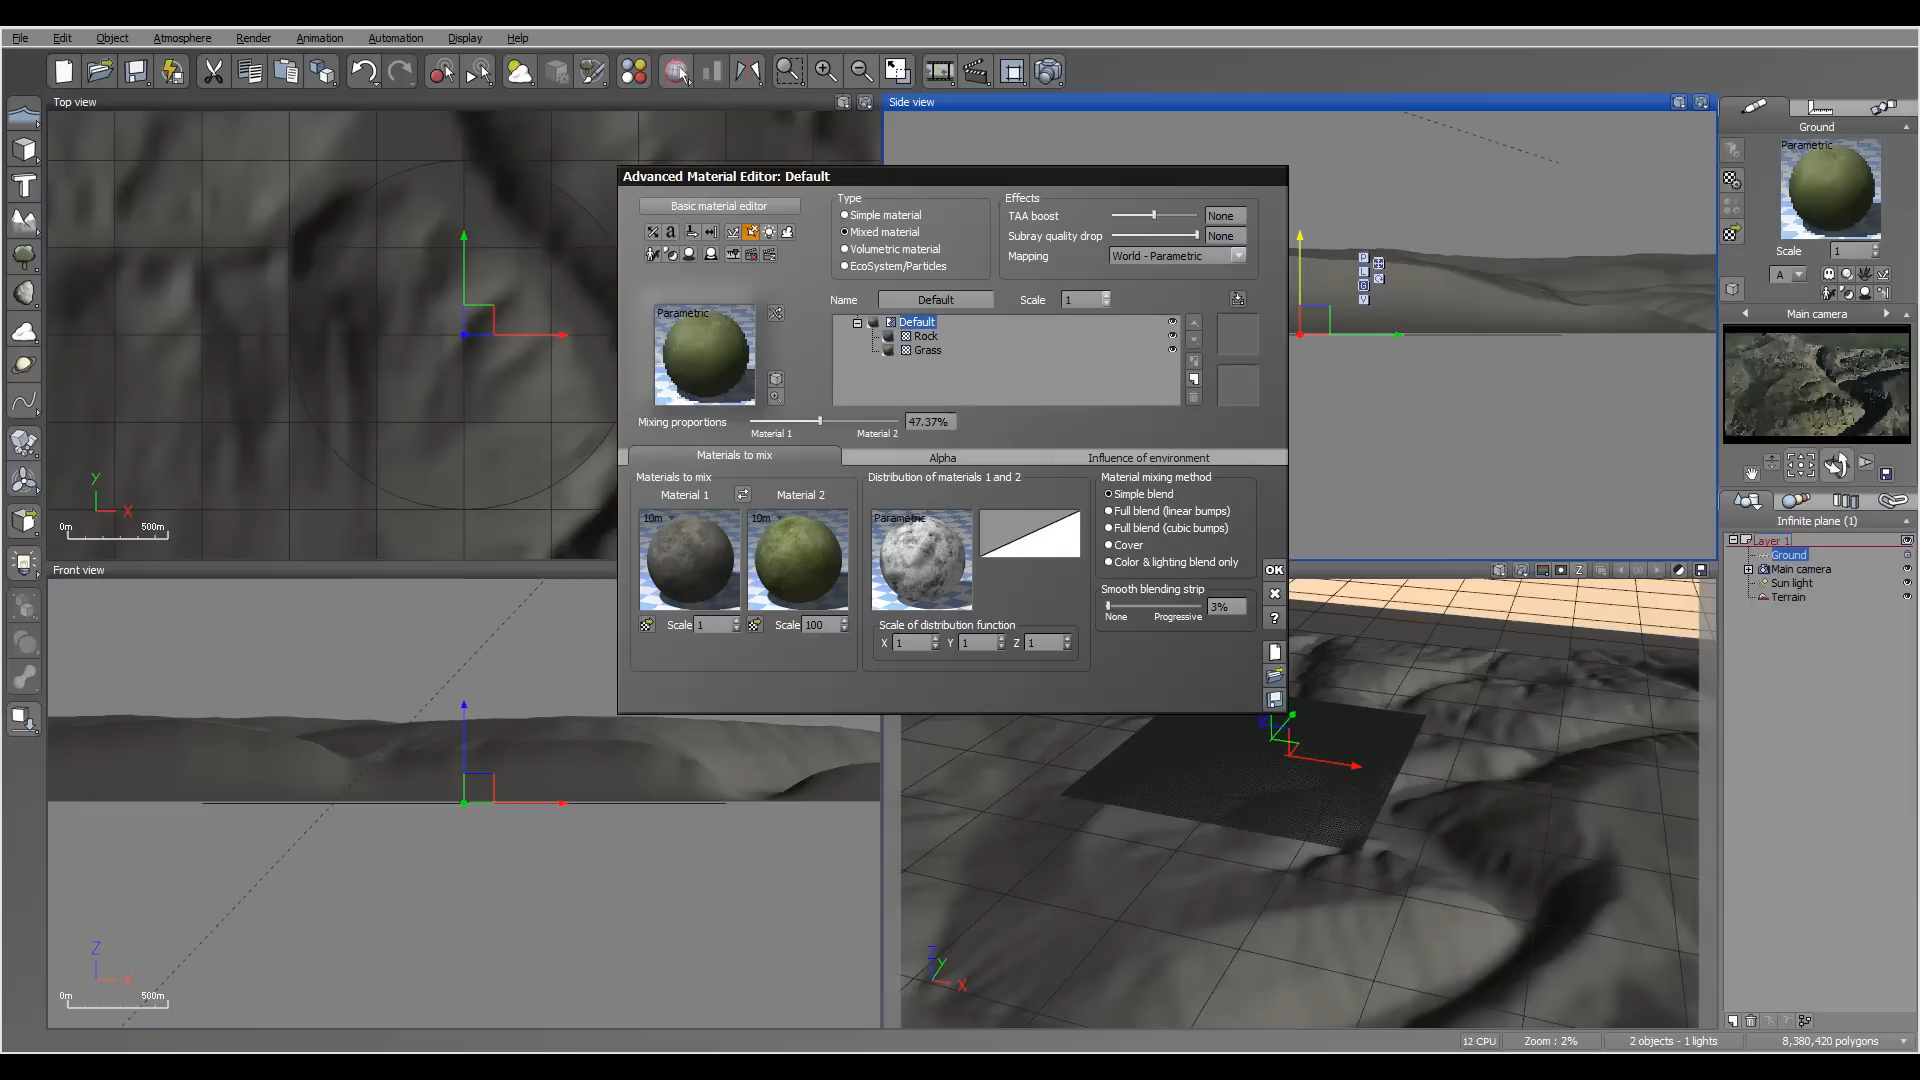 File Edit Object Atmosphere Render Animation Automation Display Help
Top view
Side view
Ground
Parametric
Scale 1
A
Main camera
Infinite plane (1)
Layer 1
Ground
Main camera
Sun light
Terrain
Advanced Material Editor: Default
Basic material editor
Type
Simple material
Mixed material
Volumetric material
EcoSystem/Particles
Effects
TAA boost None
Subray quality drop None
Mapping World - Parametric
Name Default Scale 1
Parametric
Default
Rock
Grass
Mixing proportions 47.37%
Material 1 Material 2
Materials to mix Alpha Influence of environment
Materials to mix
Material 1 Material 2
10m 10m
Scale 1 Scale 100
Distribution of materials 1 and 2
Parametric
Scale of distribution function
X 1 Y 1 Z 1
Material mixing method
Simple blend
Full blend (linear bumps)
Full blend (cubic bumps)
Cover
Color & lighting blend only
Smooth blending strip
3%
None Progressive
OK
?
P
L
G
V
Y
X
0m 500m
Front view
Z
X
0m 500m
Z
Z
Y
X
12 CPU Zoom : 2% 2 objects - 1 lights 8,380,420 polygons